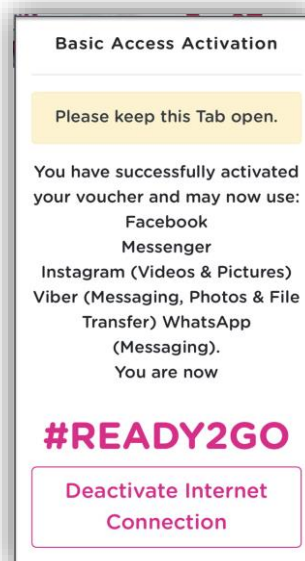 Basic Access Activation
Please keep this Tab open.
You have successfully activated
your voucher and may now use:
Facebook
Messenger
Instagram (Videos & Pictures)
Viber (Messaging, Photos & File
Transfer) WhatsApp
(Messaging).
You are now
#READY2GO
Deactivate Internet
Connection